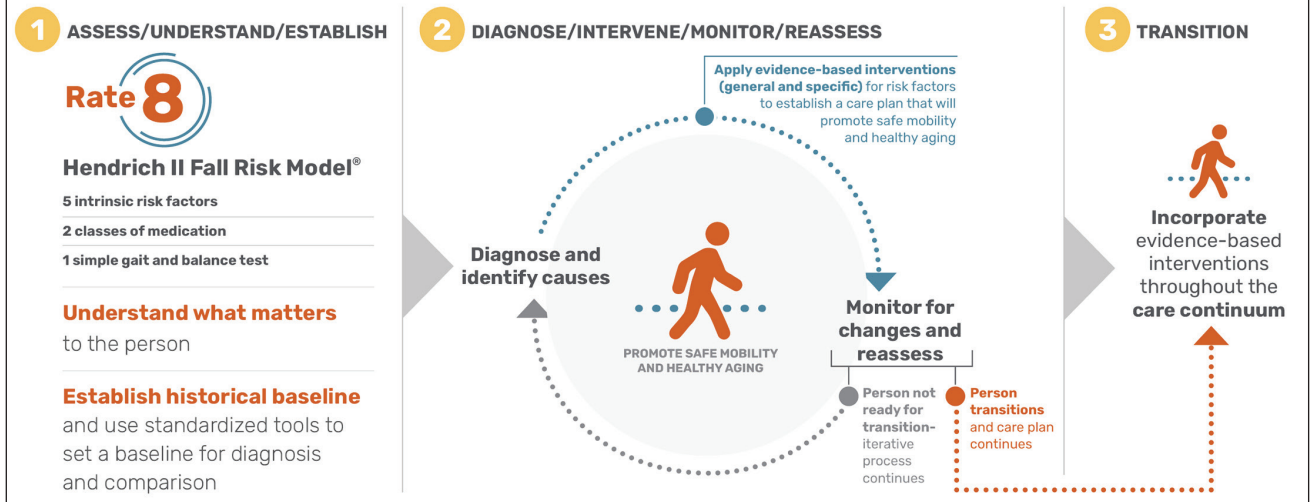 1 ASSESS/UNDERSTAND/ESTABLISH
Rate 8
Hendrich II Fall Risk Model®
5 intrinsic risk factors
2 classes of medication
1 simple gait and balance test
Understand what matters
to the person
Establish historical baseline
and use standardized tools to
set a baseline for diagnosis
and comparison
2 DIAGNOSE/INTERVENE/MONITOR/REASSESS
Apply evidence-based interventions
(general and specific) for risk factors
to establish a care plan that will
promote safe mobility
and healthy aging
Diagnose and
identify causes
PROMOTE SAFE MOBILITY
AND HEALTHY AGING
Monitor for
changes and
reassess
Person not
ready for
transition-
iterative
process
continues
Person
transitions
and care plan
continues
3 TRANSITION
Incorporate
evidence-based
interventions
throughout the
care continuum